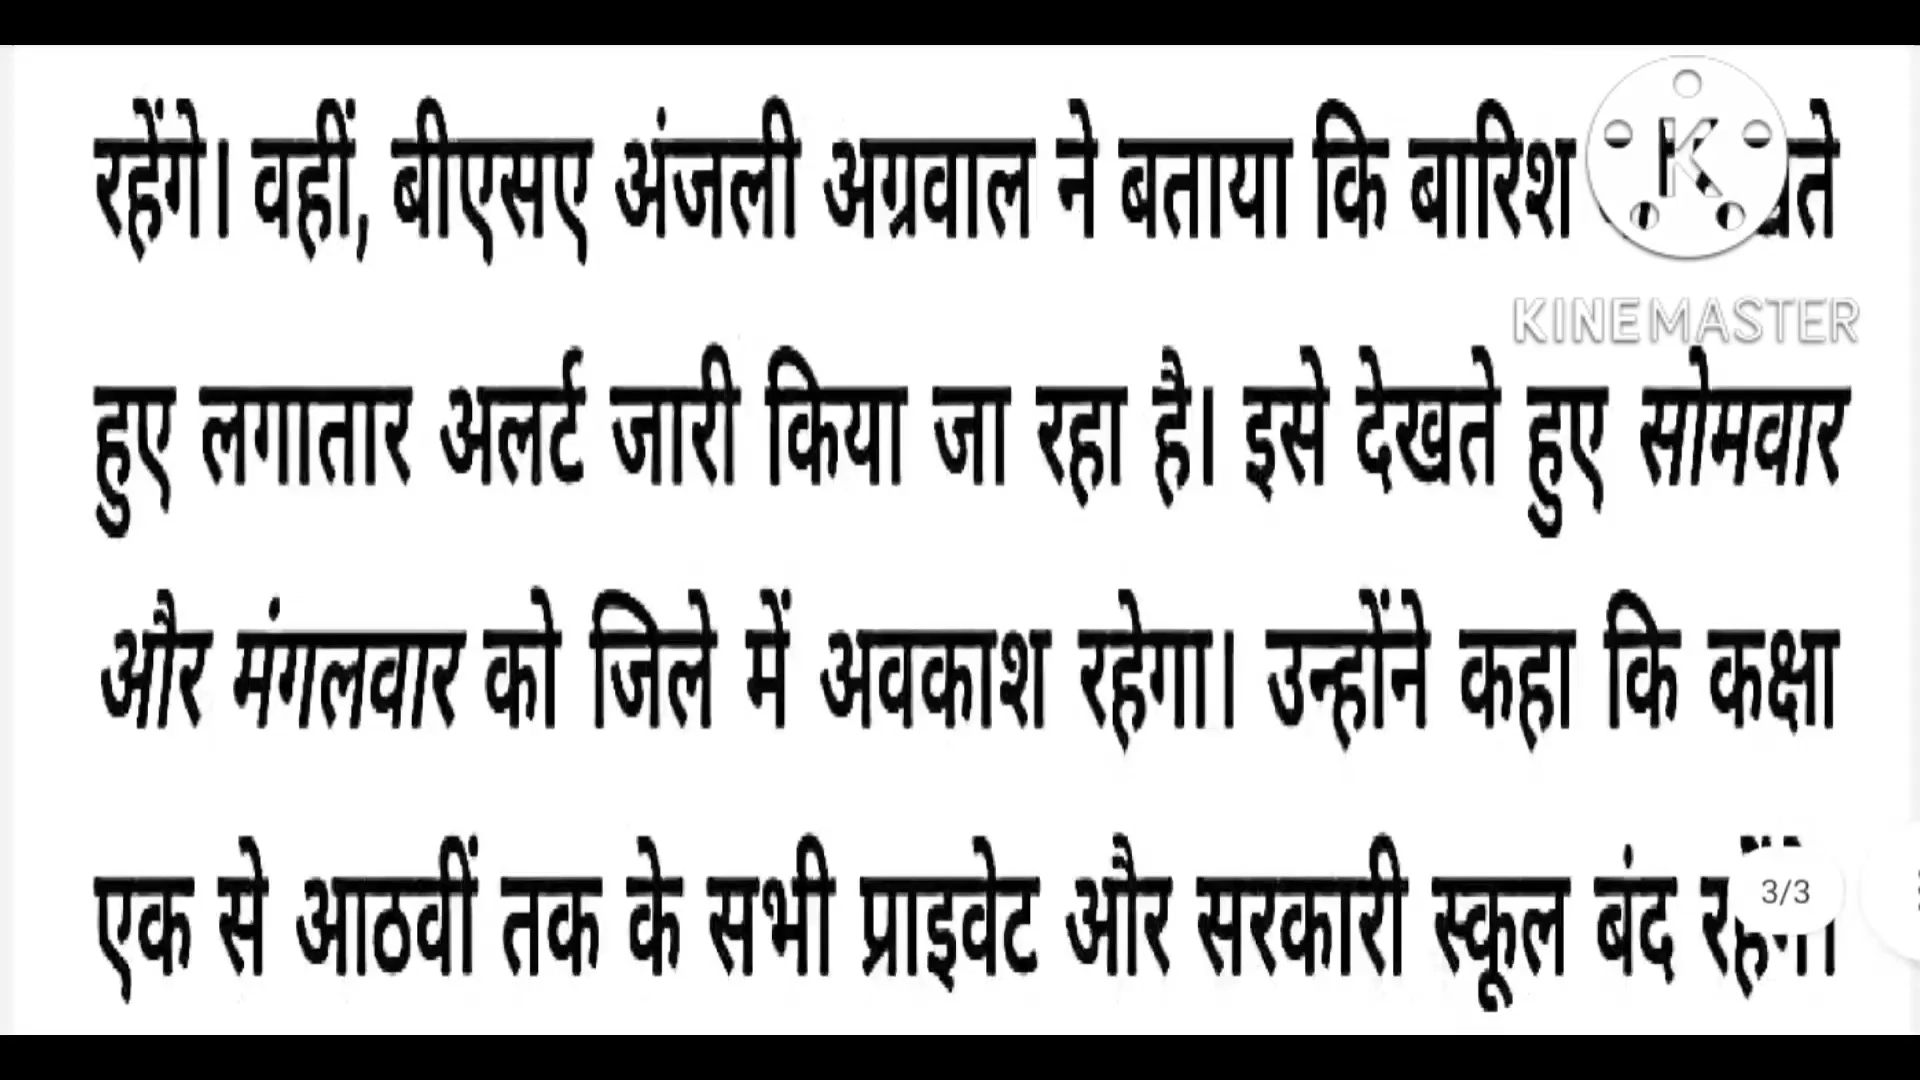 रहेंगे। वहीं, बीएसए अंजली अग्रवाल ने बताया कि बारिश
KINEMASTER
हुए लगातार अलर्ट जारी किया जा रहा है। इसे देखते हुए सोमवार
और मंगलवार को जिले में अवकाश रहेगा। उन्होंने कहा कि कक्षा
एक से आठवीं तक के सभी प्राइवेट और सरकारी स्कूल बंद
3/3